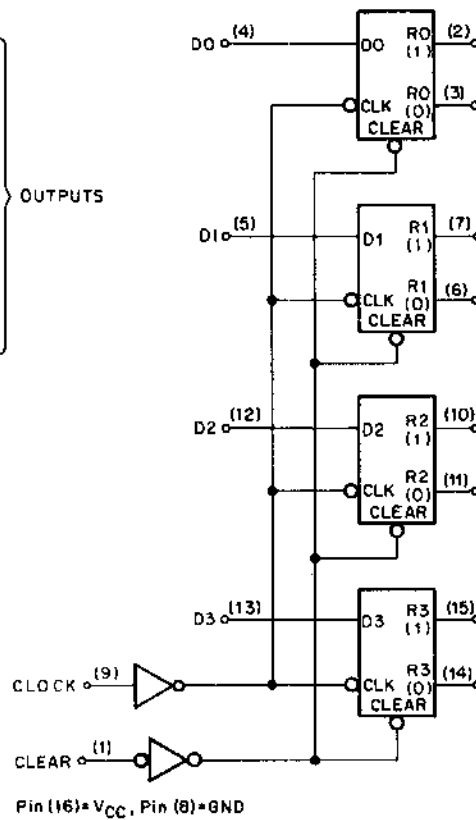 OUTPUTS
D0 (4)
D0 R0 (1) (2)
CLK R0 (0) (3)
CLEAR
D1 (5)
D1 R1 (1) (7)
CLK R1 (0) (6)
CLEAR
D2 (12)
D2 R2 (1) (10)
CLK R2 (0) (11)
CLEAR
D3 (13)
D3 R3 (1) (15)
CLK R3 (0) (14)
CLEAR
CLOCK (9)
CLEAR (1)
Pin (16)=VCC, Pin (8)=GND